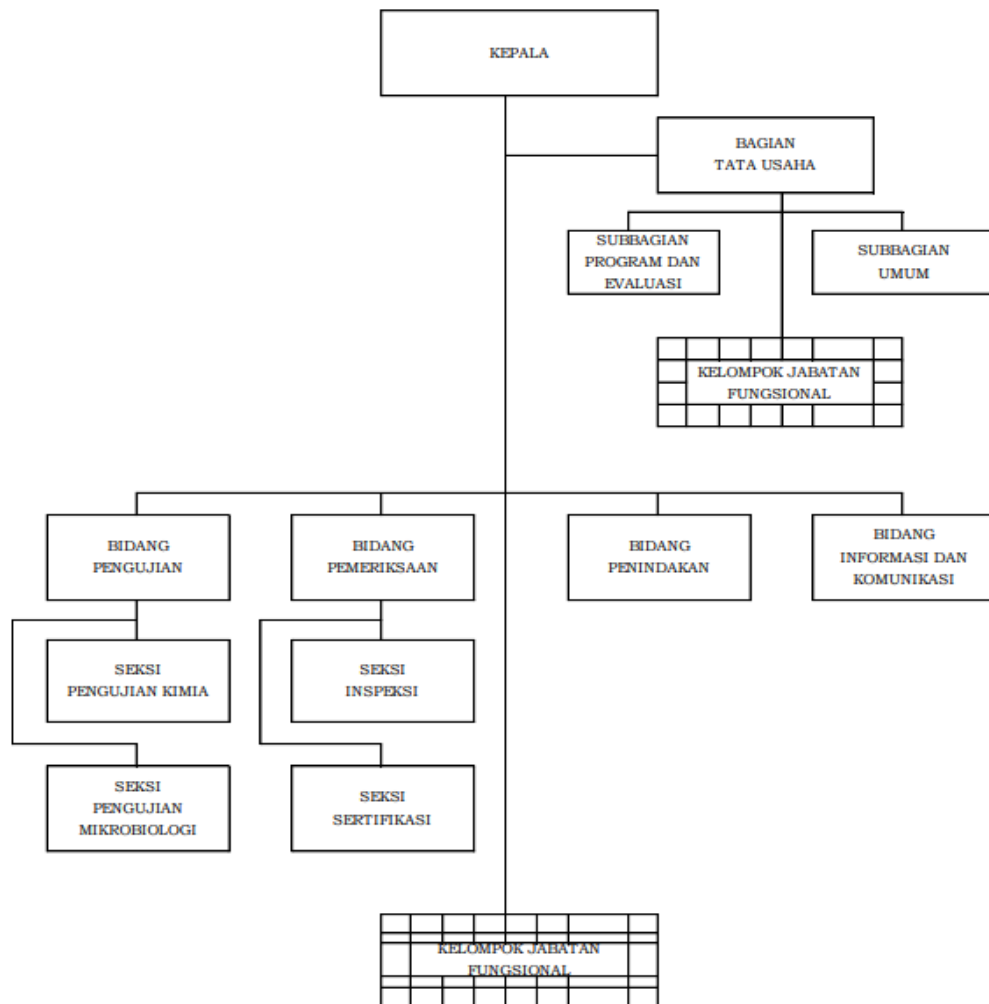 KEPALA
BAGIAN
TATA USAHA
SUBBAGIAN
PROGRAM DAN
EVALUASI
SUBBAGIAN
UMUM
KELOMPOK JABATAN
FUNGSIONAL
BIDANG
PENGUJIAN
BIDANG
PEMERIKSAAN
BIDANG
PENINDAKAN
BIDANG
INFORMASI DAN
KOMUNIKASI
SEKSI
PENGUJIAN KIMIA
SEKSI
INSPEKSI
SEKSI
PENGUJIAN
MIKROBIOLOGI
SEKSI
SERTIFIKASI
KELOMPOK JABATAN
FUNGSIONAL